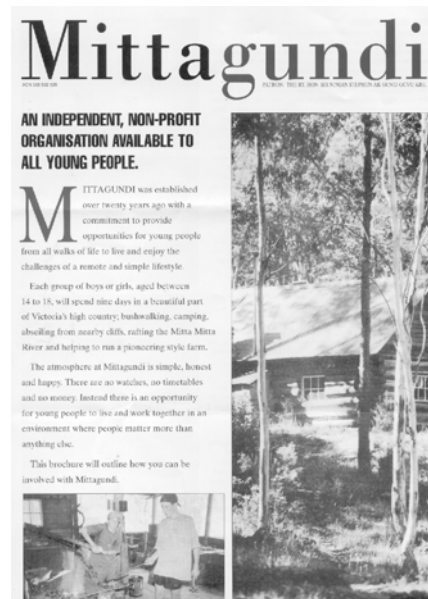 Mittagundi
AN INDEPENDENT, NON-PROFIT
ORGANISATION AVAILABLE TO
ALL YOUNG PEOPLE.
MITTAGUNDI was established
over twenty years ago with a
commitment to provide
opportunities for young people
from all walks of life to live and enjoy the
challenges of a remote and simple lifestyle.
Each group of boys or girls, aged between
14 to 18, will spend nine days in a beautiful part
of Victoria's high country; bushwalking, camping,
abseiling from nearby cliffs, rafting the Mitta Mitta
River and helping to run a pioneering style farm.
The atmosphere at Mittagundi is simple, honest
and happy. There are no watches, no timetables
and no money. Instead there is an opportunity
for young people to live and work together in an
environment where people matter more than
anything else.
This brochure will outline how you can be
involved with Mittagundi.